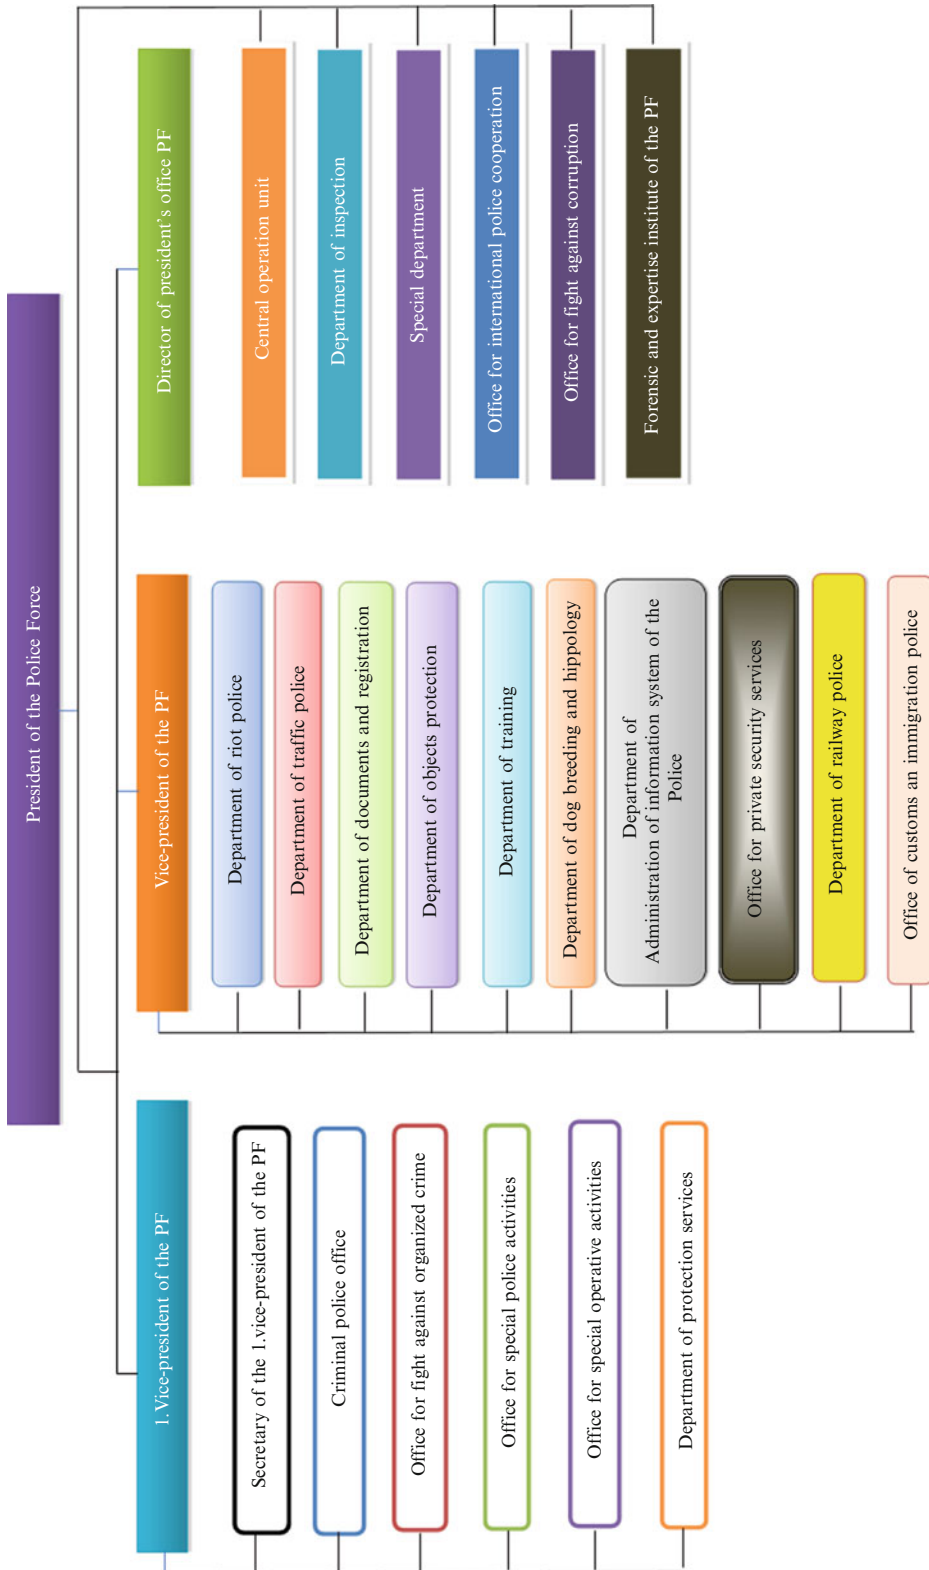 President of the Police Force
1.Vice-president of the PF
Vice-president of the PF
Director of president's office PF
Secretary of the 1.vice-president of the PF
Criminal police office
Office for fight against organized crime
Office for special police activities
Office for special operative activities
Department of protection services
Department of riot police
Department of traffic police
Department of documents and registration
Department of objects protection
Department of training
Department of dog breeding and hippology
Department of
Administration of information system of the
Police
Office for private security services
Department of railway police
Office of customs an immigration police
Central operation unit
Department of inspection
Special department
Office for international police cooperation
Office for fight against corruption
Forensic and expertise institute of the PF